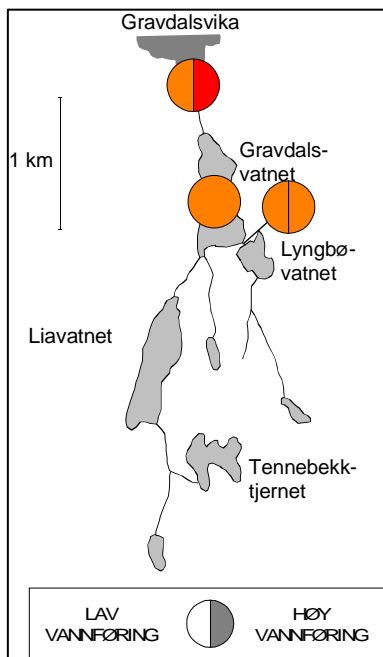 Gravdalsvika
1 km
Gravdals-
vatnet
Lyngbø-
vatnet
Liavatnet
Tennebekk-
tjernet
LAV
VANNFØRING
HØY
VANNFØRING